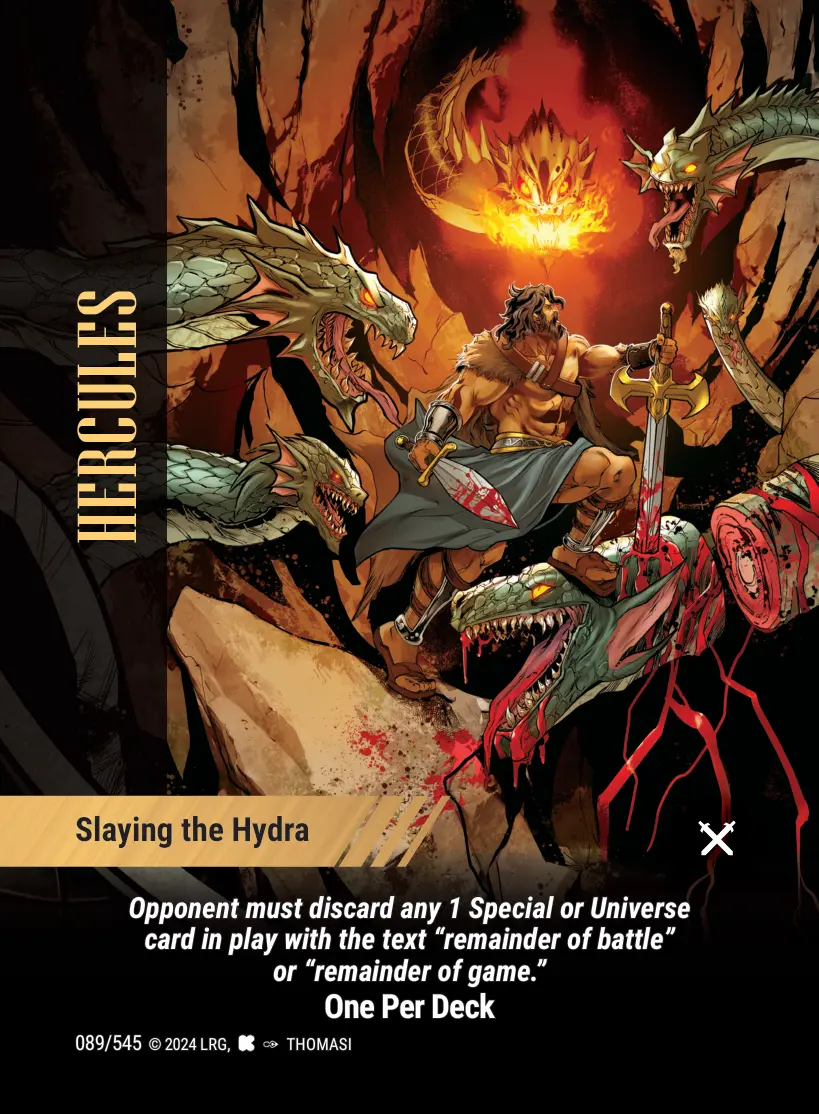 HERCULES
Slaying the Hydra
Opponent must discard any 1 Special or Universe
card in play with the text “remainder of battle”
or “remainder of game.”
One Per Deck
089/545 © 2024 LRG, THOMASI